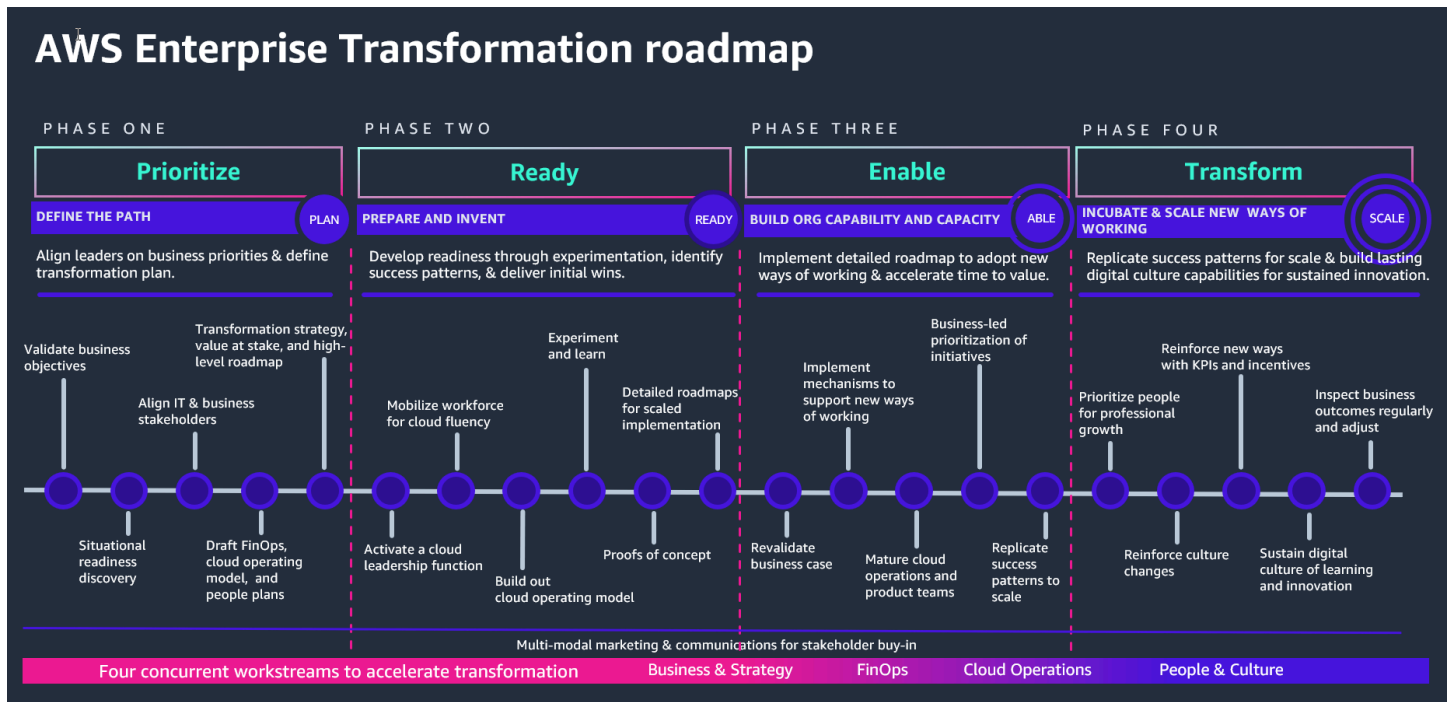 AWS Enterprise Transformation roadmap
PHASE ONE
Prioritize
DEFINE THE PATH
PLAN
Align leaders on business priorities & define
transformation plan.
PHASE TWO
Ready
PREPARE AND INVENT
READY
Develop readiness through experimentation, identify
success patterns, & deliver initial wins.
PHASE THREE
Enable
BUILD ORG CAPABILITY AND CAPACITY
ABLE
Implement detailed roadmap to adopt new
ways of working & accelerate time to value.
PHASE FOUR
Transform
INCUBATE & SCALE NEW WAYS OF
WORKING
SCALE
Replicate success patterns for scale & build lasting
digital culture capabilities for sustained innovation.
Validate business
objectives
Situational
readiness
discovery
Align IT & business
stakeholders
Draft FinOps,
cloud operating
model, and
people plans
Transformation strategy,
value at stake, and high-
level roadmap
Activate a cloud
leadership function
Mobilize workforce
for cloud fluency
Build out
cloud operating model
Experiment
and learn
Proofs of concept
Detailed roadmaps
for scaled
implementation
Revalidate
business case
Implement
mechanisms to
support new ways
of working
Mature cloud
operations and
product teams
Business-led
prioritization of
initiatives
Replicate
success
patterns to
scale
Prioritize people
for professional
growth
Reinforce culture
changes
Reinforce new ways
with KPIs and incentives
Sustain digital
culture of learning
and innovation
Inspect business
outcomes regularly
and adjust
Multi-modal marketing & communications for stakeholder buy-in
Four concurrent workstreams to accelerate transformation
Business & Strategy
FinOps
Cloud Operations
People & Culture